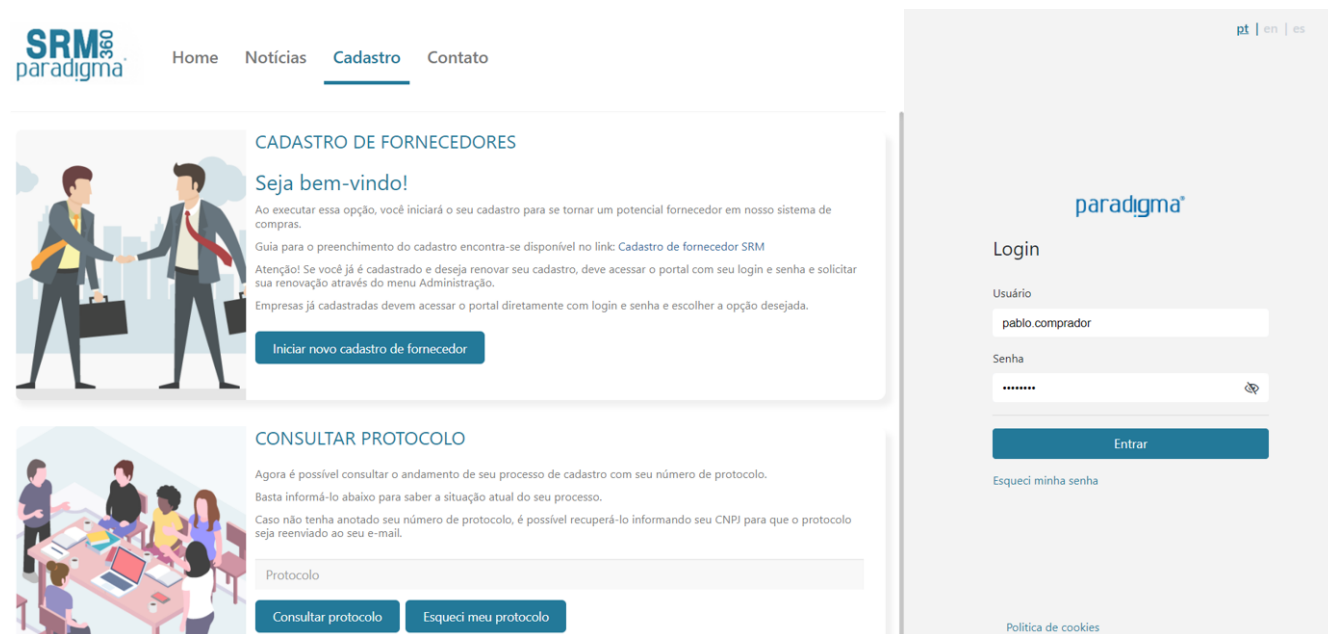 SRM360
paradigma
Home Notícias Cadastro Contato
pt | en | es
CADASTRO DE FORNECEDORES
Seja bem-vindo!
Ao executar essa opção, você iniciará o seu cadastro para se tornar um potencial fornecedor em nosso sistema de
compras.
Guia para o preenchimento do cadastro encontra-se disponível no link: Cadastro de fornecedor SRM
Atenção! Se você já é cadastrado e deseja renovar seu cadastro, deve acessar o portal com seu login e senha e solicitar
sua renovação através do menu Administração.
Empresas já cadastradas devem acessar o portal diretamente com login e senha e escolher a opção desejada.
Iniciar novo cadastro de fornecedor
CONSULTAR PROTOCOLO
Agora é possível consultar o andamento de seu processo de cadastro com seu número de protocolo.
Basta informá-lo abaixo para saber a situação atual do seu processo.
Caso não tenha anotado seu número de protocolo, é possível recuperá-lo informando seu CNPJ para que o protocolo
seja reenviado ao seu e-mail.
Protocolo
Consultar protocolo Esqueci meu protocolo
paradigma®
Login
Usuário
pablo.comprador
Senha
••••••••
Entrar
Esqueci minha senha
Política de cookies